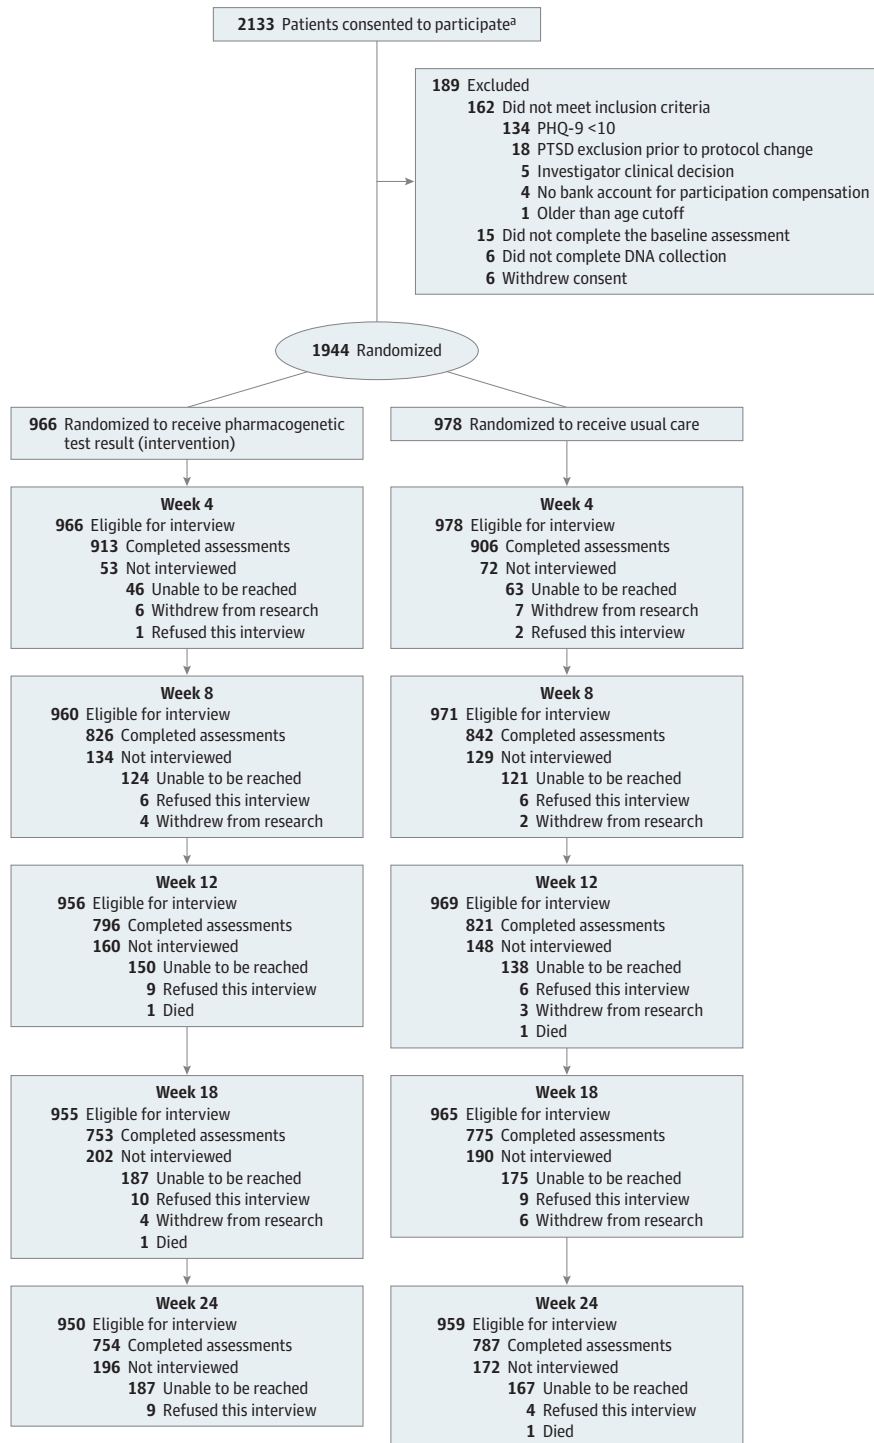 2133 Patients consented to participateᵃ
189 Excluded
162 Did not meet inclusion criteria
134 PHQ-9 <10
18 PTSD exclusion prior to protocol change
5 Investigator clinical decision
4 No bank account for participation compensation
1 Older than age cutoff
15 Did not complete the baseline assessment
6 Did not complete DNA collection
6 Withdrew consent
1944 Randomized
966 Randomized to receive pharmacogenetic
test result (intervention)
978 Randomized to receive usual care
Week 4
966 Eligible for interview
913 Completed assessments
53 Not interviewed
46 Unable to be reached
6 Withdrew from research
1 Refused this interview
Week 4
978 Eligible for interview
906 Completed assessments
72 Not interviewed
63 Unable to be reached
7 Withdrew from research
2 Refused this interview
Week 8
960 Eligible for interview
826 Completed assessments
134 Not interviewed
124 Unable to be reached
6 Refused this interview
4 Withdrew from research
Week 8
971 Eligible for interview
842 Completed assessments
129 Not interviewed
121 Unable to be reached
6 Refused this interview
2 Withdrew from research
Week 12
956 Eligible for interview
796 Completed assessments
160 Not interviewed
150 Unable to be reached
9 Refused this interview
1 Died
Week 12
969 Eligible for interview
821 Completed assessments
148 Not interviewed
138 Unable to be reached
6 Refused this interview
3 Withdrew from research
1 Died
Week 18
955 Eligible for interview
753 Completed assessments
202 Not interviewed
187 Unable to be reached
10 Refused this interview
4 Withdrew from research
1 Died
Week 18
965 Eligible for interview
775 Completed assessments
190 Not interviewed
175 Unable to be reached
9 Refused this interview
6 Withdrew from research
Week 24
950 Eligible for interview
754 Completed assessments
196 Not interviewed
187 Unable to be reached
9 Refused this interview
Week 24
959 Eligible for interview
787 Completed assessments
172 Not interviewed
167 Unable to be reached
4 Refused this interview
1 Died